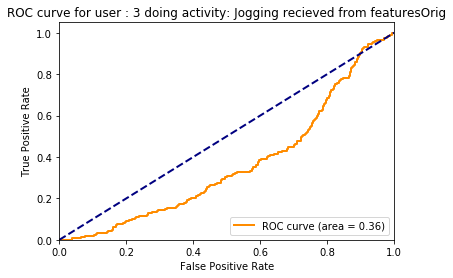 ROC curve for user : 3 doing activity: Jogging recieved from featuresOrig
1.0
0.8
0.6
0.4
0.2
0.0
True Positive Rate
ROC curve (area = 0.36)
0.0 0.2 0.4 0.6 0.8 1.0
False Positive Rate